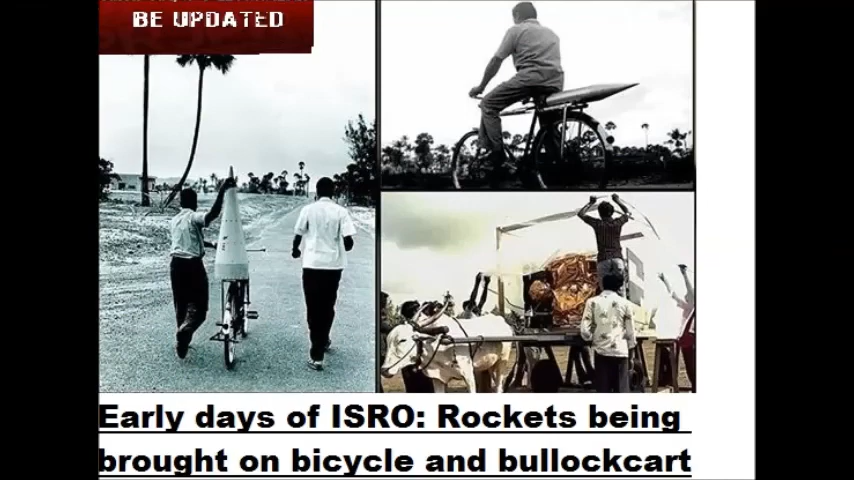 BE UPDATED
Early days of ISRO: Rockets being
brought on bicycle and bullockcart